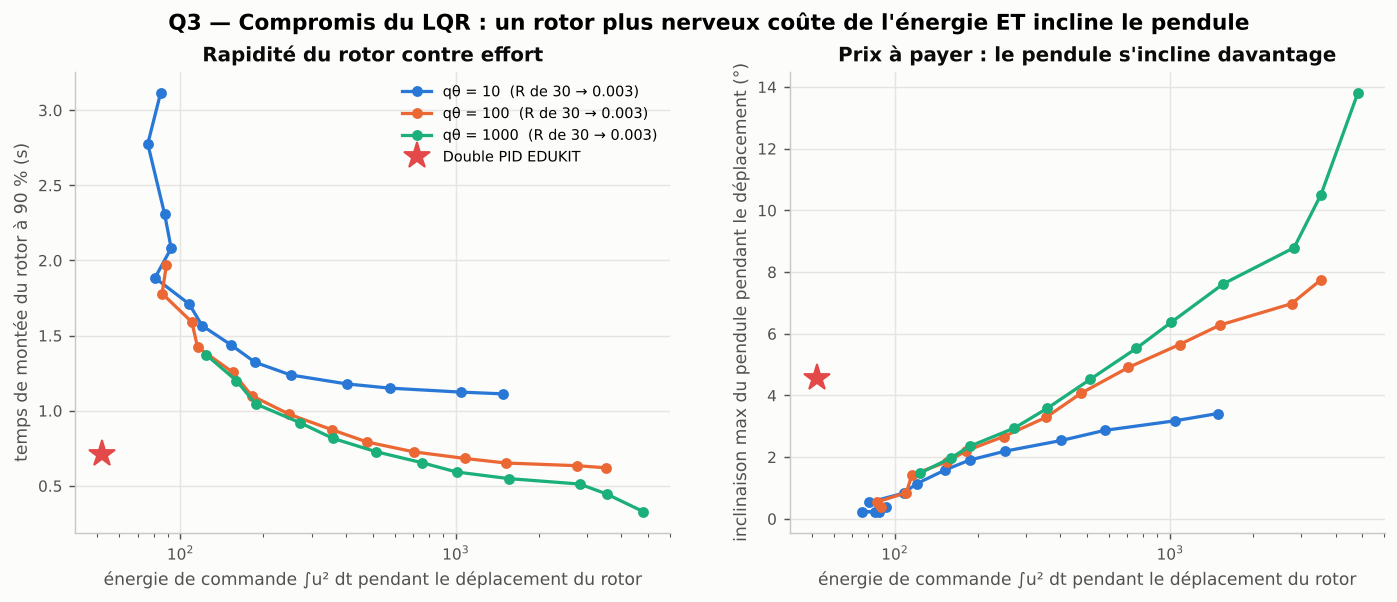 Q3 — Compromis du LQR : un rotor plus nerveux coûte de l'énergie ET incline le pendule
Rapidité du rotor contre effort
temps de montée du rotor à 90 % (s)
3.0
2.5
2.0
1.5
1.0
0.5
qθ = 10 (R de 30 → 0.003)
qθ = 100 (R de 30 → 0.003)
qθ = 1000 (R de 30 → 0.003)
Double PID EDUKIT
10²
10³
énergie de commande ∫u² dt pendant le déplacement du rotor
Prix à payer : le pendule s'incline davantage
inclinaison max du pendule pendant le déplacement (°)
14
12
10
8
6
4
2
0
10²
10³
énergie de commande ∫u² dt pendant le déplacement du rotor